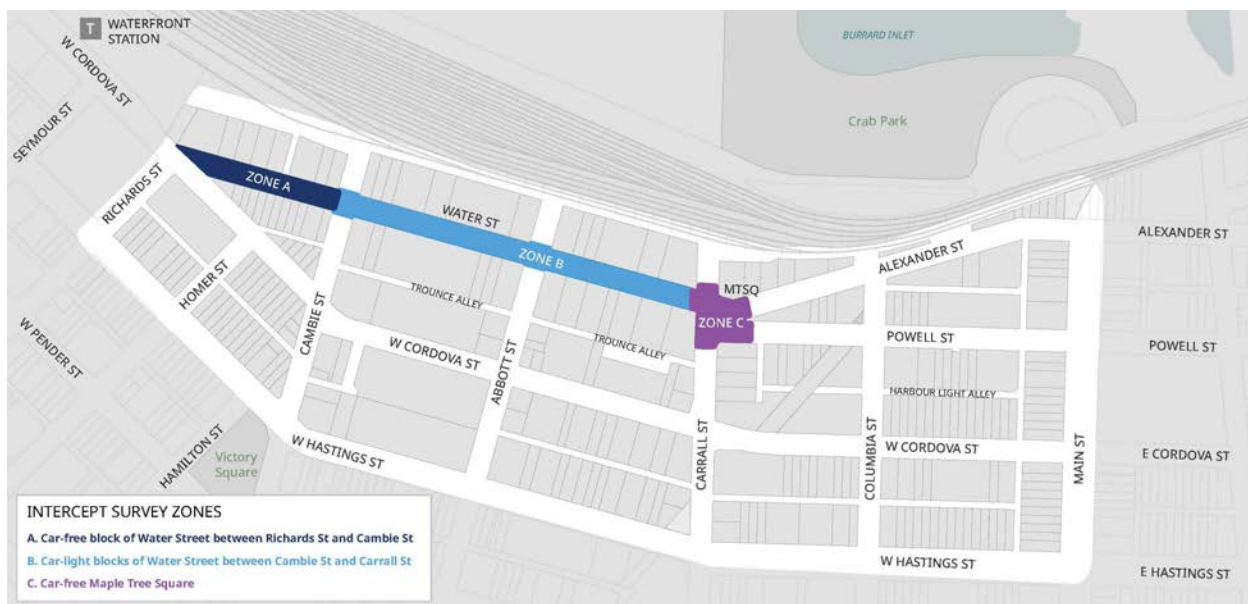 T WATERFRONT
STATION
W CORDOVA ST
BURRARD INLET
SEYMOUR ST
Crab Park
RICHARDS ST
ZONE A
WATER ST
ALEXANDER ST
ALEXANDER ST
HOMER ST
ZONE B
MTSQ
TROUNCE ALLEY
ZONE C
CAMBIE ST
POWELL ST
POWELL ST
W PENDER ST
W CORDOVA ST
TROUNCE ALLEY
ABBOTT ST
HARBOUR LIGHT ALLEY
HAMILTON ST
Victory
Square
W HASTINGS ST
CARRALL ST
COLUMBIA ST
W CORDOVA ST
MAIN ST
E CORDOVA ST
W HASTINGS ST
E HASTINGS ST
INTERCEPT SURVEY ZONES
A. Car-free block of Water Street between Richards St and Cambie St
B. Car-light blocks of Water Street between Cambie St and Carrall St
C. Car-free Maple Tree Square